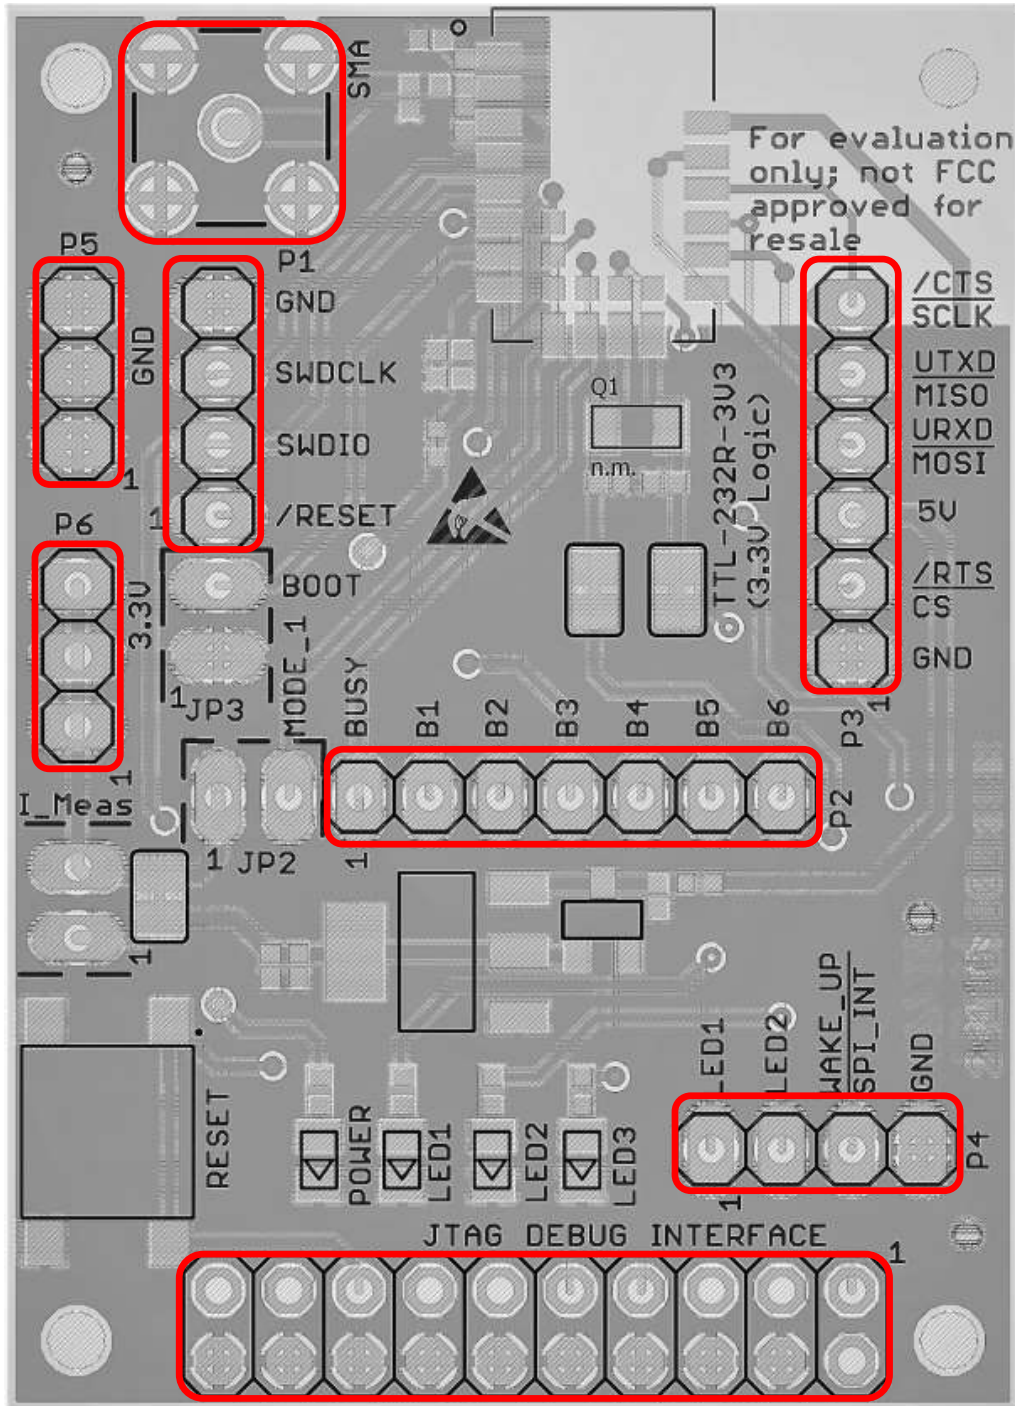 SMA
For evaluation
only; not FCC
approved for
resale
P5
GND
1
P1
GND
SWDCLK
SWDIO
/RESET
1
/CTS
SCLK
UTXD
MISO
URXD
MOSI
5V
/RTS
CS
GND
1
P3
Q1
n.m.
TTL-232R-3V3
(3.3V Logic)
P6
3.3V
1
BOOT
MODE_1
1
JP3
BUSY
B1
B2
B3
B4
B5
B6
P2
1
I_Meas
1
1
JP2
LED1
LED2
WAKE_UP
SPI_INT
GND
P4
1
RESET
POWER
LED1
LED2
LED3
JTAG DEBUG INTERFACE
1